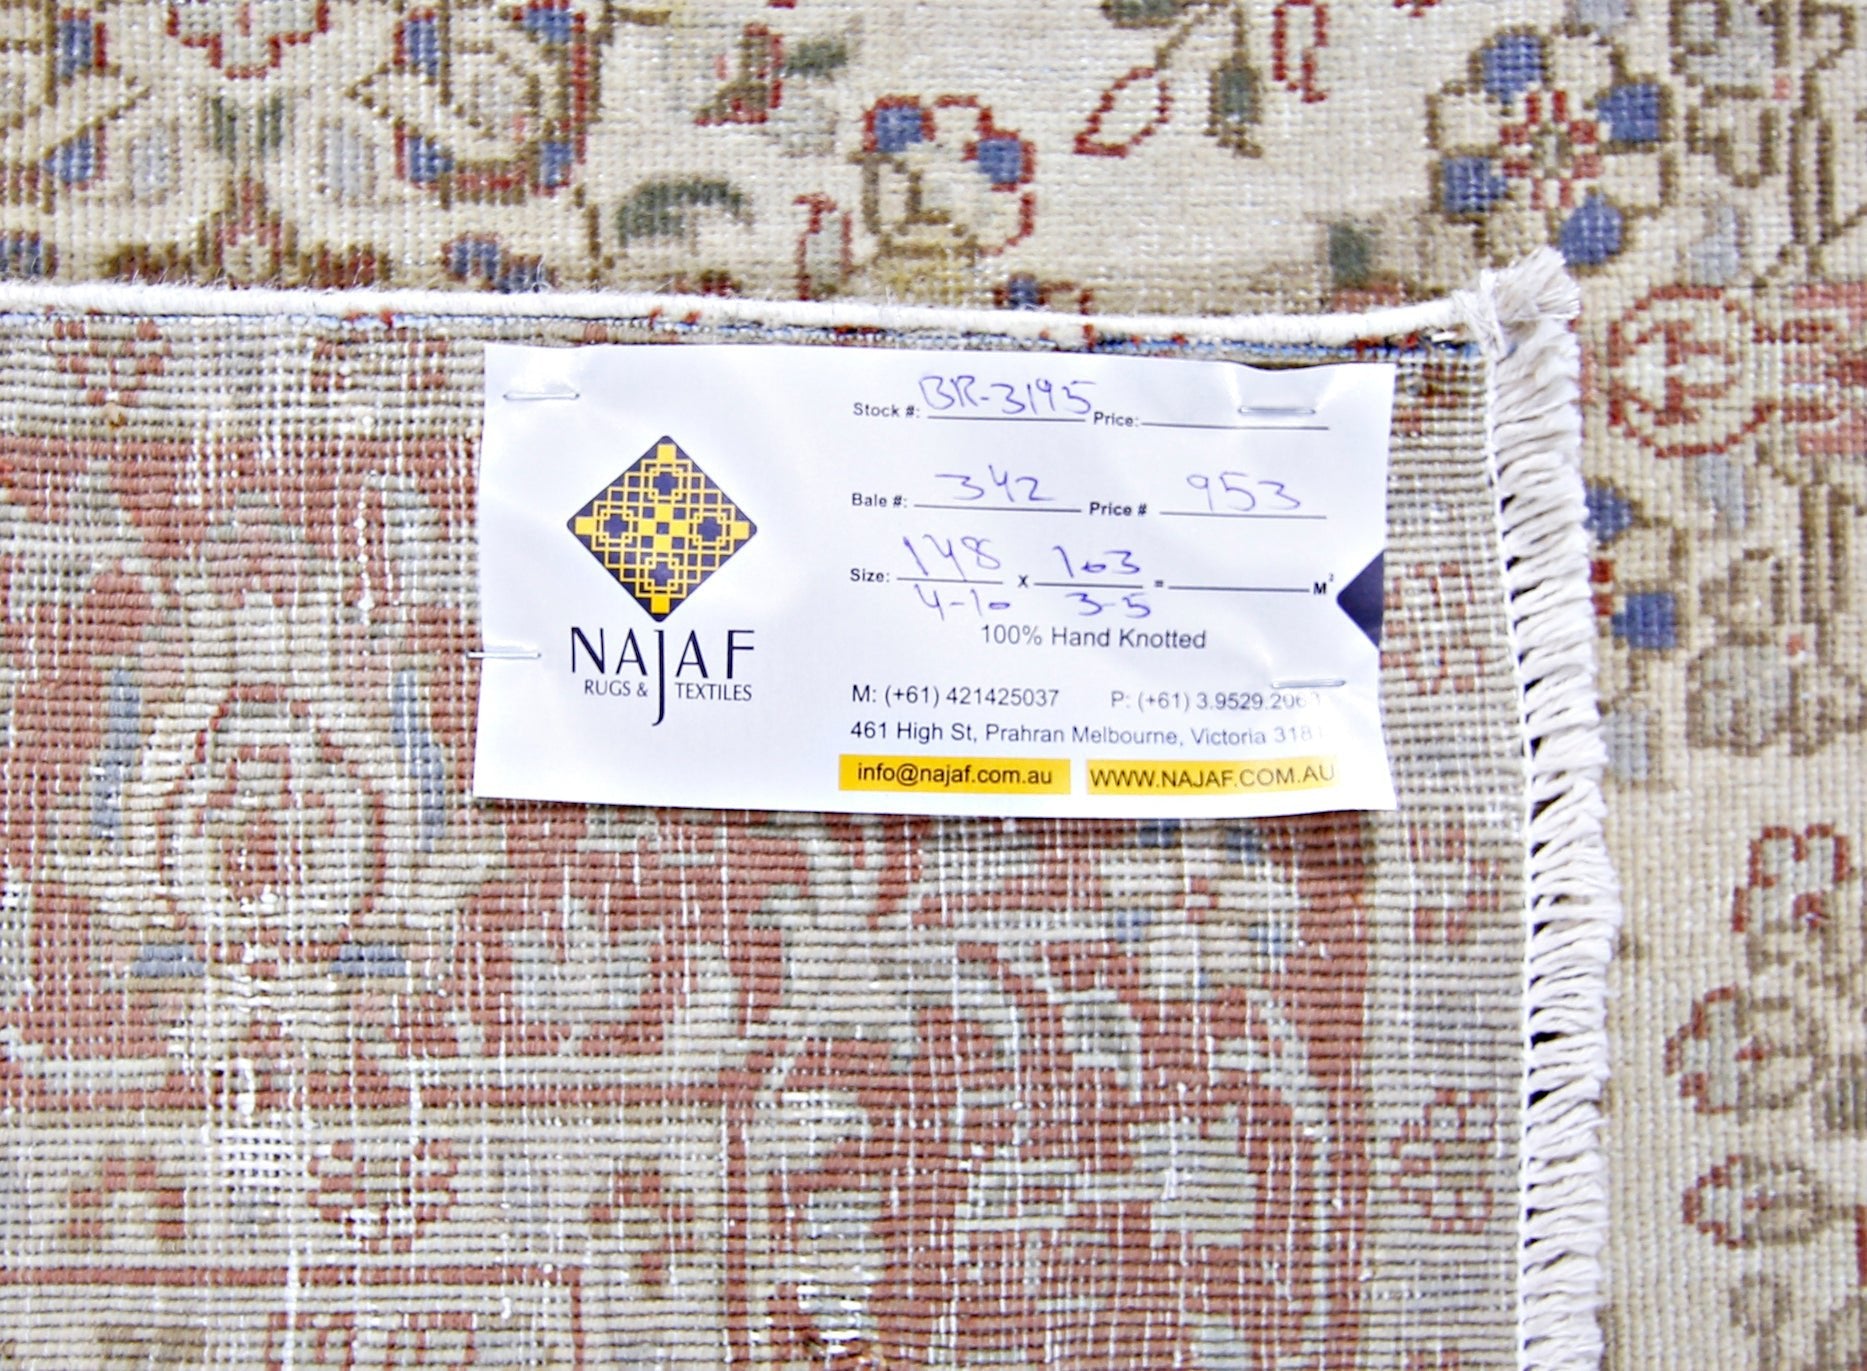 NAJAF
RUGS & TEXTILES
Stock #: BR-3195 Price:
Bale #: 342 Price # 953
Size: 148 x 103 = M²
4-10 3-5
100% Hand Knotted
M: (+61) 421425037 P: (+61) 3.9529.206
461 High St, Prahran Melbourne, Victoria 318
info@najaf.com.au WWW.NAJAF.COM.AU